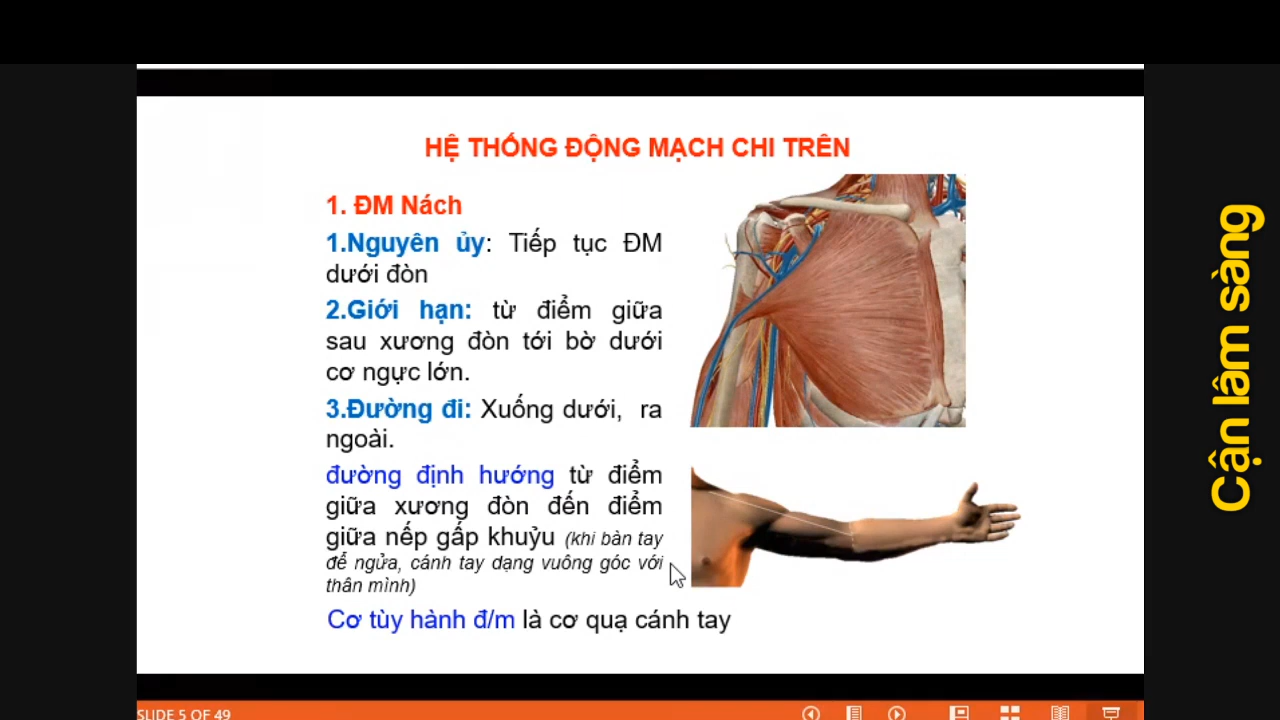 HỆ THỐNG ĐỘNG MẠCH CHI TRÊN
1. ĐM Nách
1.Nguyên ủy: Tiếp tục ĐM
dưới đòn
2.Giới hạn: từ điểm giữa
sau xương đòn tới bờ dưới
cơ ngực lớn.
3.Đường đi: Xuống dưới, ra
ngoài.
đường định hướng từ điểm
giữa xương đòn đến điểm
giữa nếp gấp khuỷu (khi bàn tay
để ngửa, cánh tay dạng vuông góc với
thân mình)
Cơ tùy hành đ/m là cơ quạ cánh tay
Cận lâm sàng
SLIDE 5 OF 49